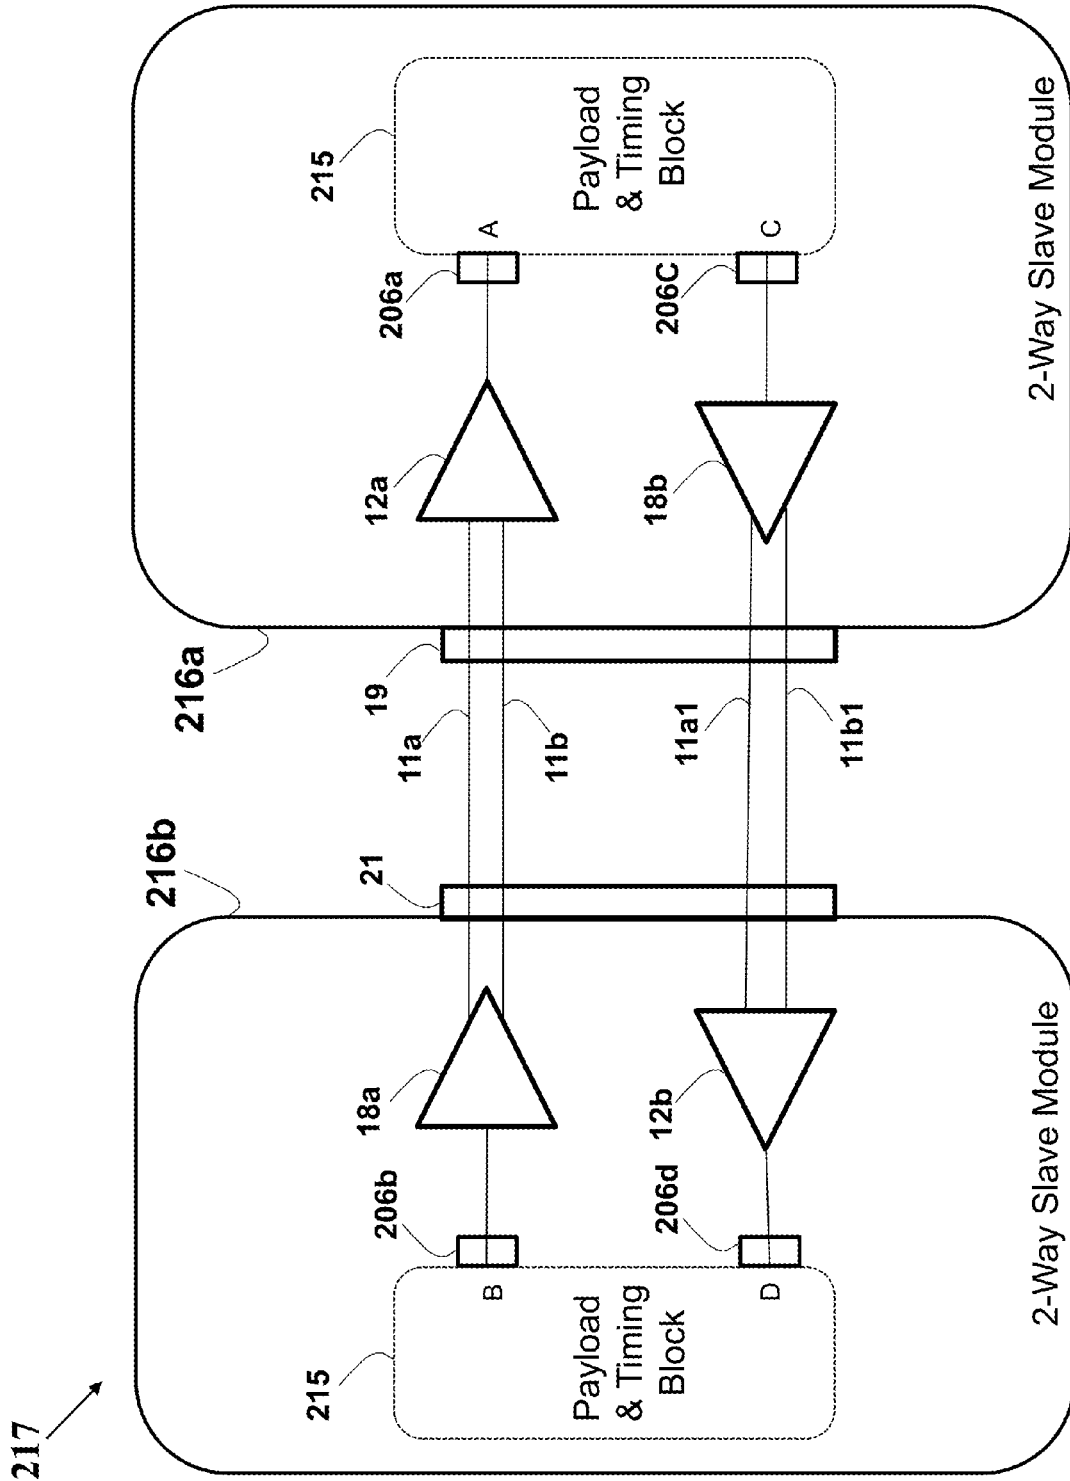 217
216b
216a
215
Payload
& Timing
Block
B
D
206b
206d
18a
12b
21
11a
11b
11a1
11b1
19
12a
18b
206a
206C
215
A
C
Payload
& Timing
Block
2-Way Slave Module
2-Way Slave Module